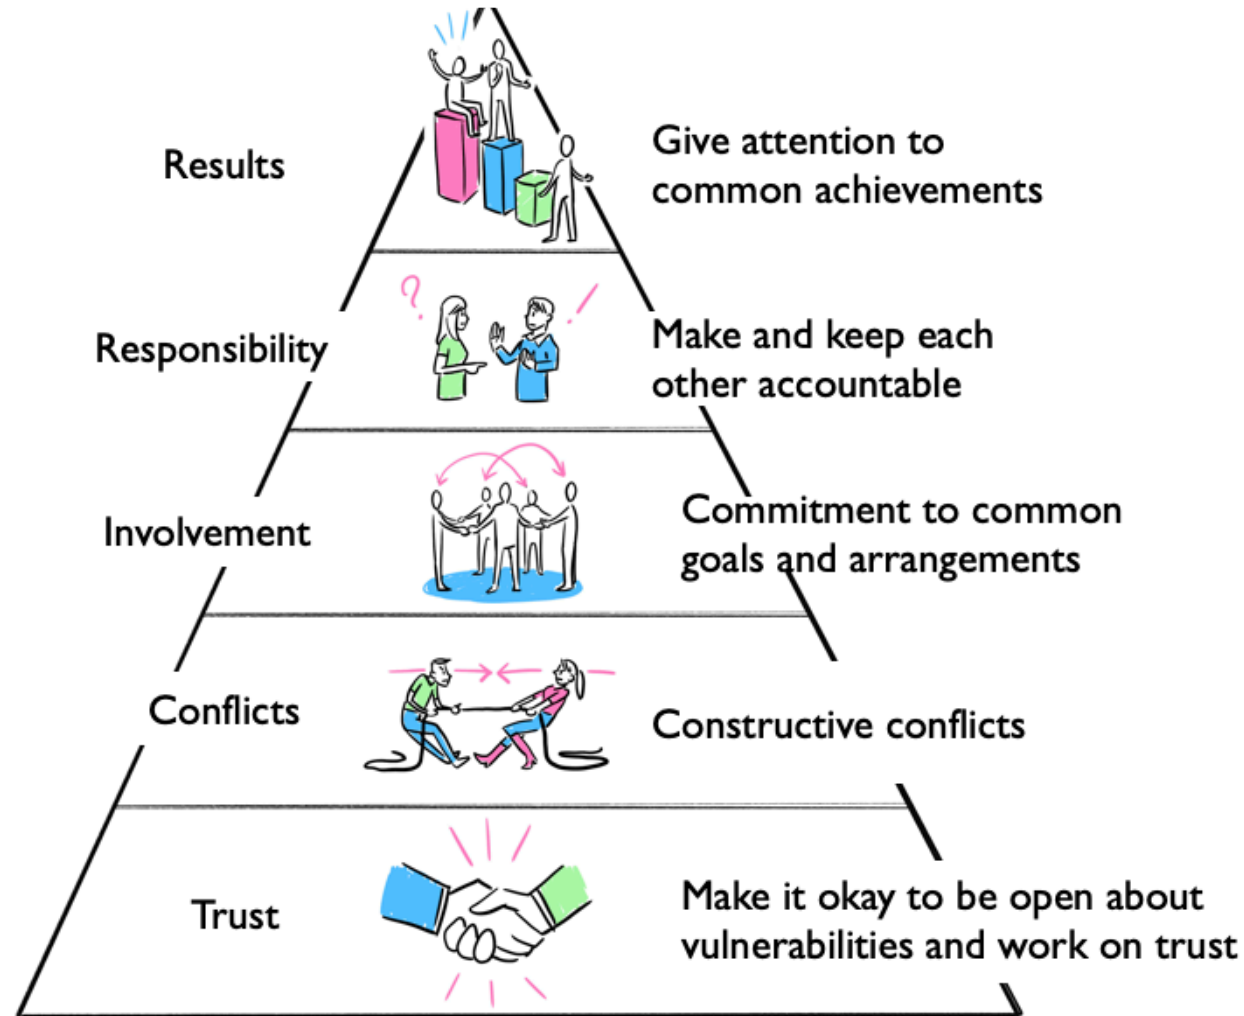 Results
Give attention to
common achievements
?
!
Responsibility
Make and keep each
other accountable
Involvement
Commitment to common
goals and arrangements
Conflicts
Constructive conflicts
Trust
Make it okay to be open about
vulnerabilities and work on trust